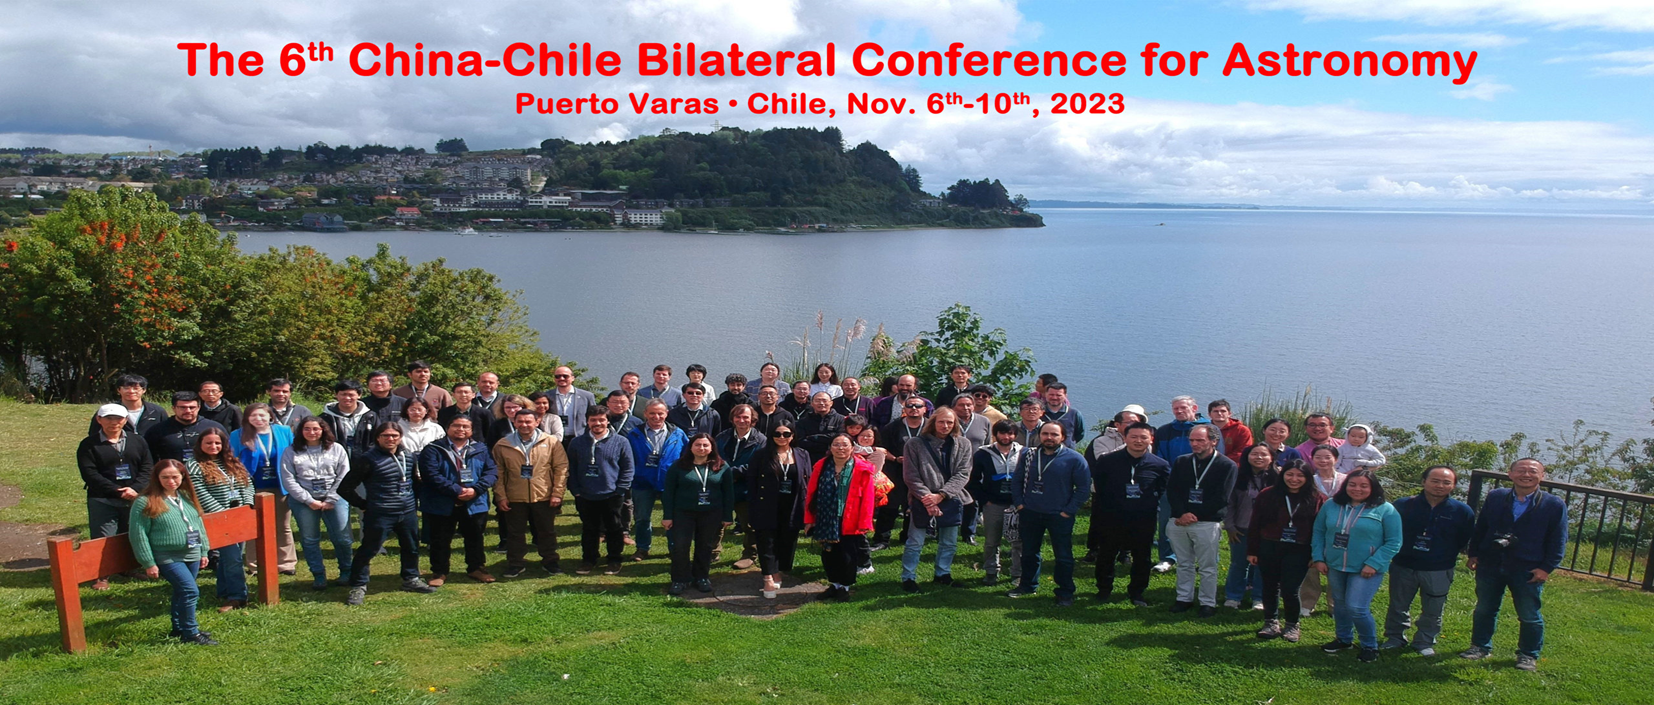 The 6th China-Chile Bilateral Conference for Astronomy
Puerto Varas • Chile, Nov. 6th-10th, 2023